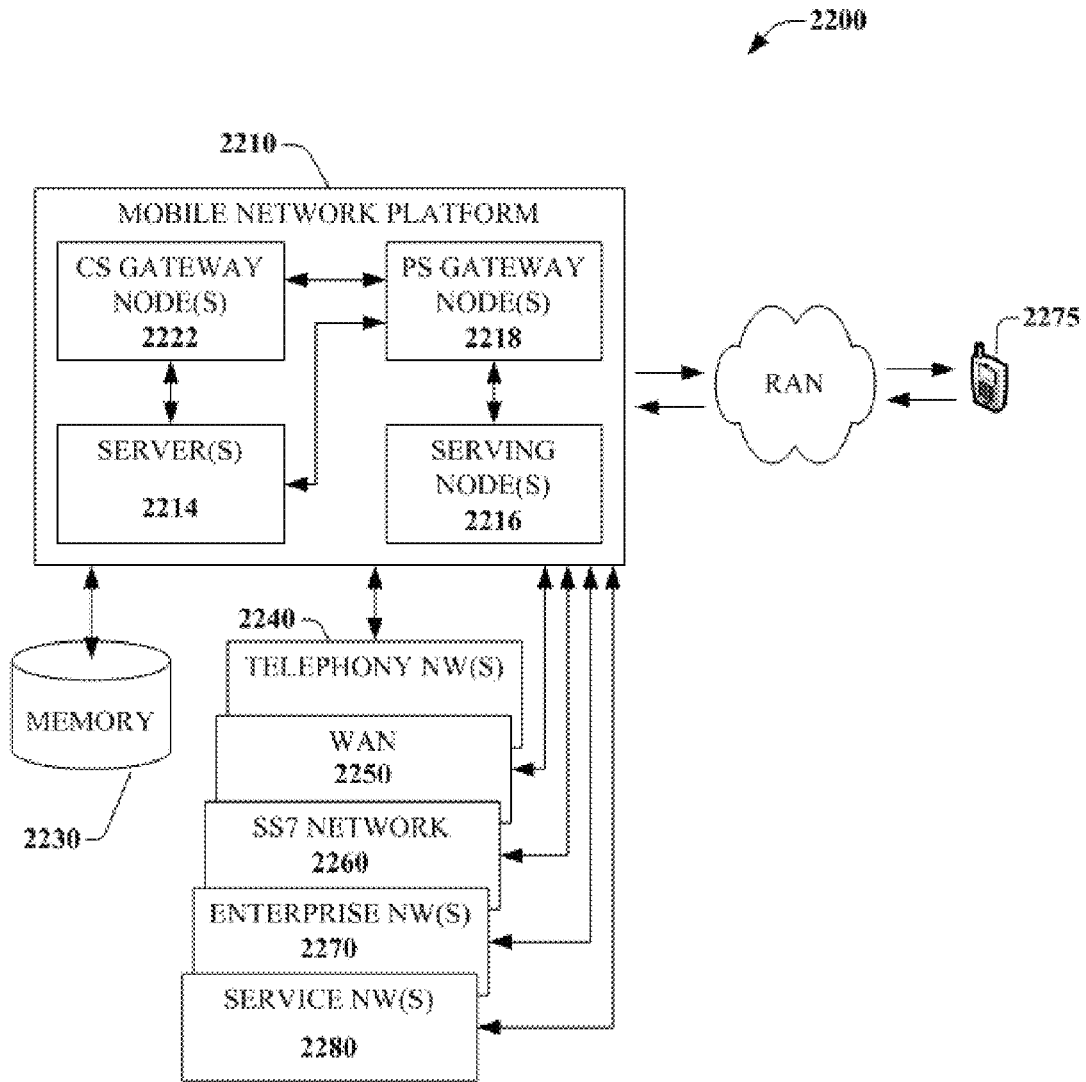 2200
2210
MOBILE NETWORK PLATFORM
CS GATEWAY
NODE(S)
2222
PS GATEWAY
NODE(S)
2218
SERVER(S)
2214
SERVING
NODE(S)
2216
RAN
2275
2240
TELEPHONY NW(S)
MEMORY
2230
WAN
2250
SS7 NETWORK
2260
ENTERPRISE NW(S)
2270
SERVICE NW(S)
2280